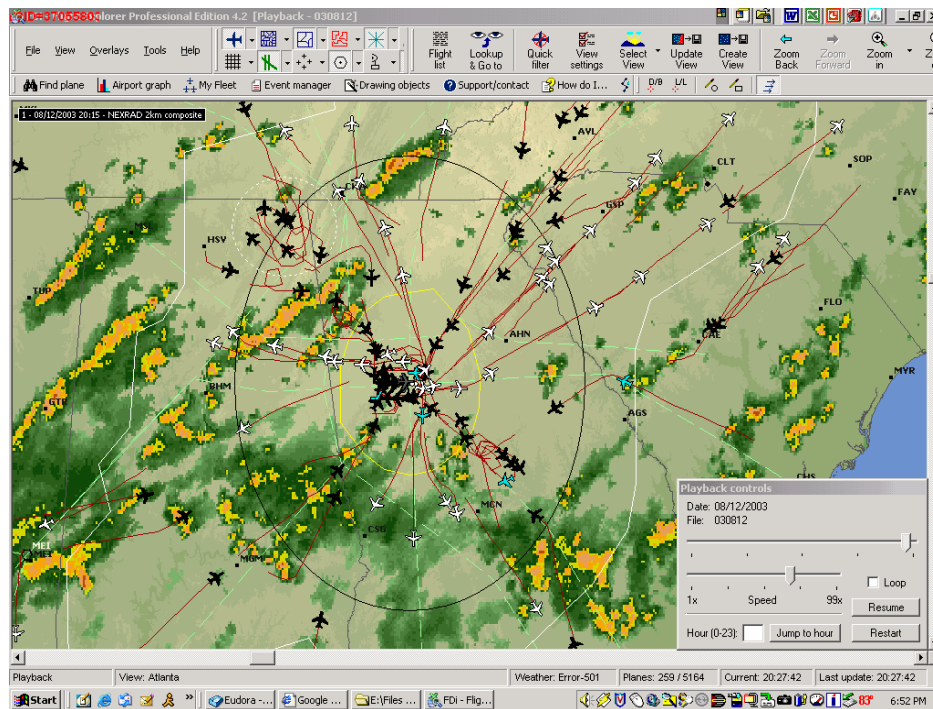 PID=37055803 plorer Professional Edition 4.2 [Playback - 030812]
File View Overlays Tools Help
Flight list
Lookup & Go to
Quick filter
View settings
Select View
Update View
Create View
Zoom Back
Zoom Forward
Zoom in
Find plane Airport graph My Fleet Event manager Drawing objects Support/contact How do I... D/B L/L
1 - 08/12/2003 20:15 - NEXRAD 2km composite
AVL
CLT
SOP
GSP
FAY
HSV
TUP
FLO
AHN
CAE
MYR
BHM
GTR
AGS
CHS
MCN
CSG
MEI
MGM
Playback controls
Date: 08/12/2003
File: 030812
Loop
1x Speed 99x
Resume
Hour (0-23): Jump to hour Restart
Playback View: Atlanta Weather: Error-501 Planes: 259 / 5164 Current: 20:27:42 Last update: 20:27:42
Start » Eudora -... Google ... E:\Files ... FDi - Flig... 83° 6:52 PM